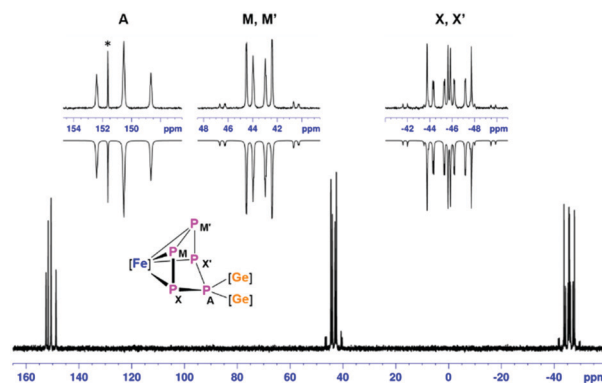 A M, M' X, X'
*
154 152 150 ppm 48 46 44 42 ppm -42 -44 -46 -48 ppm
P M'
P M
[Fe] P X' [Ge]
P X P A [Ge]
160 140 120 100 80 60 40 20 0 -20 -40 ppm